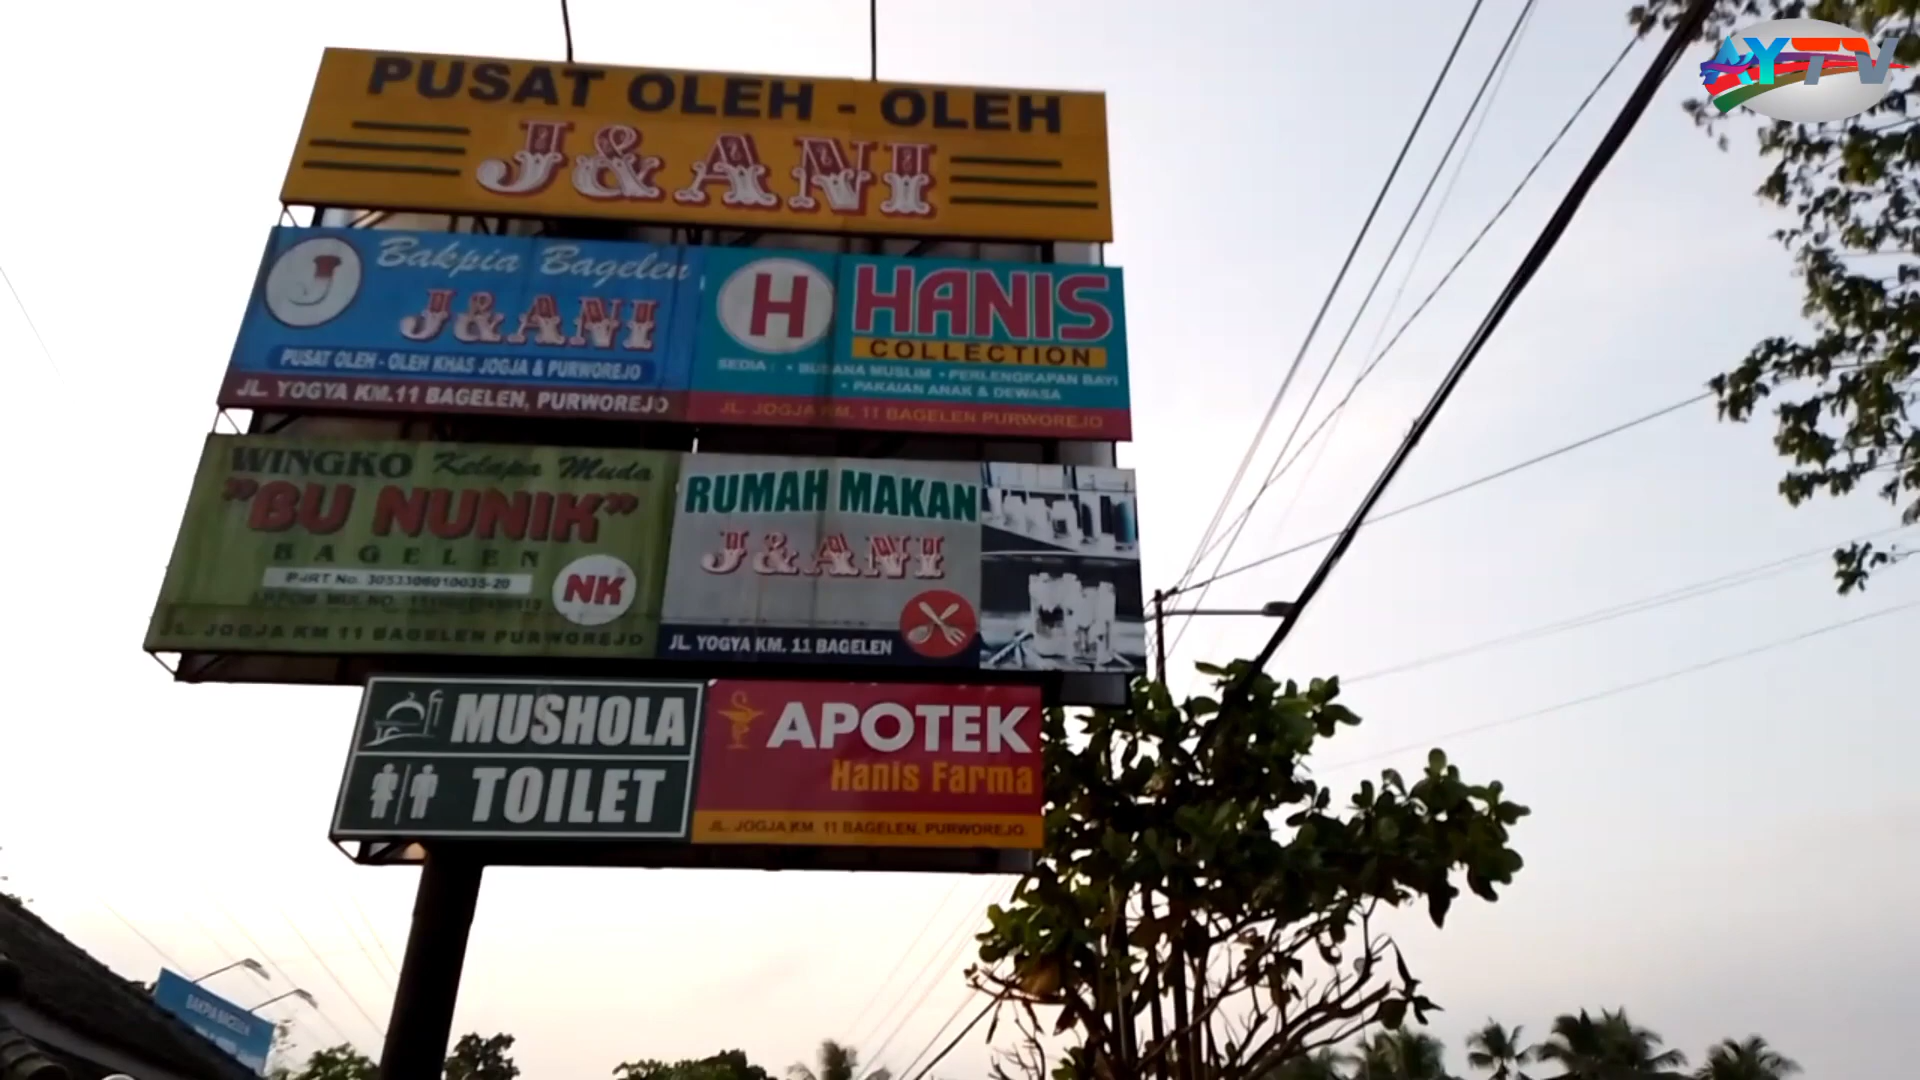 AYTV
PUSAT OLEH - OLEH
J&ANI
J
Bakpia Bagelen
J&ANI
PUSAT OLEH - OLEH KHAS JOGJA & PURWOREJO
JL. YOGYA KM.11 BAGELEN, PURWOREJO
H
HANIS
COLLECTION
SEDIA : • BUSANA MUSLIM • PERLENGKAPAN BAYI
• PAKAIAN ANAK & DEWASA
JL. JOGJA KM. 11 BAGELEN PURWOREJO
WINGKO Kelapa Muda
"BU NUNIK"
BAGELEN
P-IRT No.
NK
JL. JOGJA KM 11 BAGELEN PURWOREJO
RUMAH MAKAN
J&ANI
JL. YOGYA KM. 11 BAGELEN
MUSHOLA
TOILET
APOTEK
Hanis Farma
JL. JOGJA KM. 11 BAGELEN, PURWOREJO
BAKPIA BAGELEN